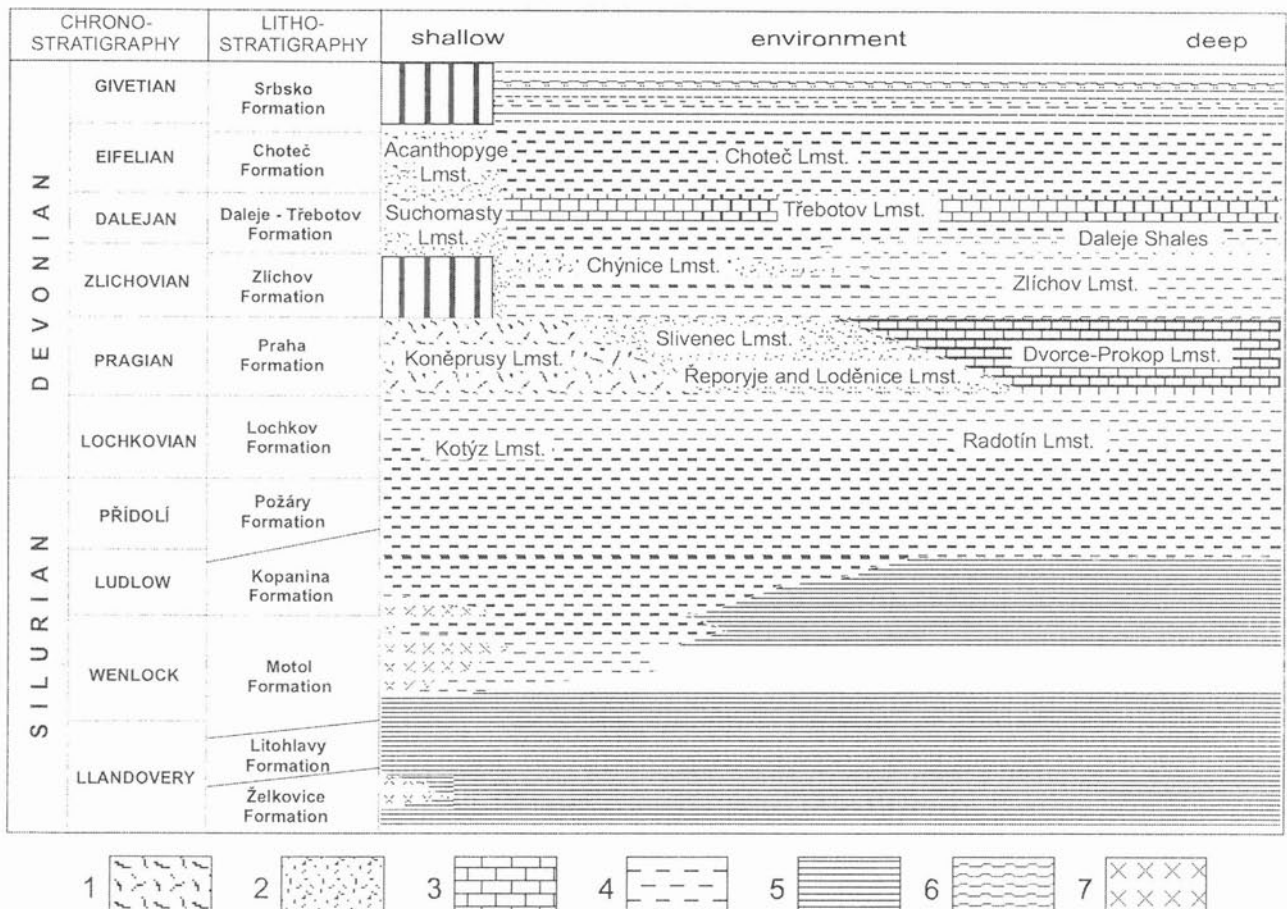 CHRONO-
STRATIGRAPHY
LITHO-
STRATIGRAPHY
shallow environment deep
DEVONIAN
SILURIAN
GIVETIAN
Srbsko
Formation
EIFELIAN
Choteč
Formation
Acanthopyge
Lmst.
Choteč Lmst.
DALEJAN
Daleje - Třebotov
Formation
Suchomasty
Lmst.
Třebotov Lmst.
Daleje Shales
ZLICHOVIAN
Zlíchov
Formation
Chýnice Lmst.
Zlíchov Lmst.
PRAGIAN
Praha
Formation
Koněprusy Lmst.
Slivenec Lmst.
Řeporyje and Loděnice Lmst.
Dvorce-Prokop Lmst.
LOCHKOVIAN
Lochkov
Formation
Kotýz Lmst.
Radotín Lmst.
PŘÍDOLÍ
Požáry
Formation
LUDLOW
Kopanina
Formation
WENLOCK
Motol
Formation
LLANDOVERY
Litohlavy
Formation
Želkovice
Formation
1 2 3 4 5 6 7